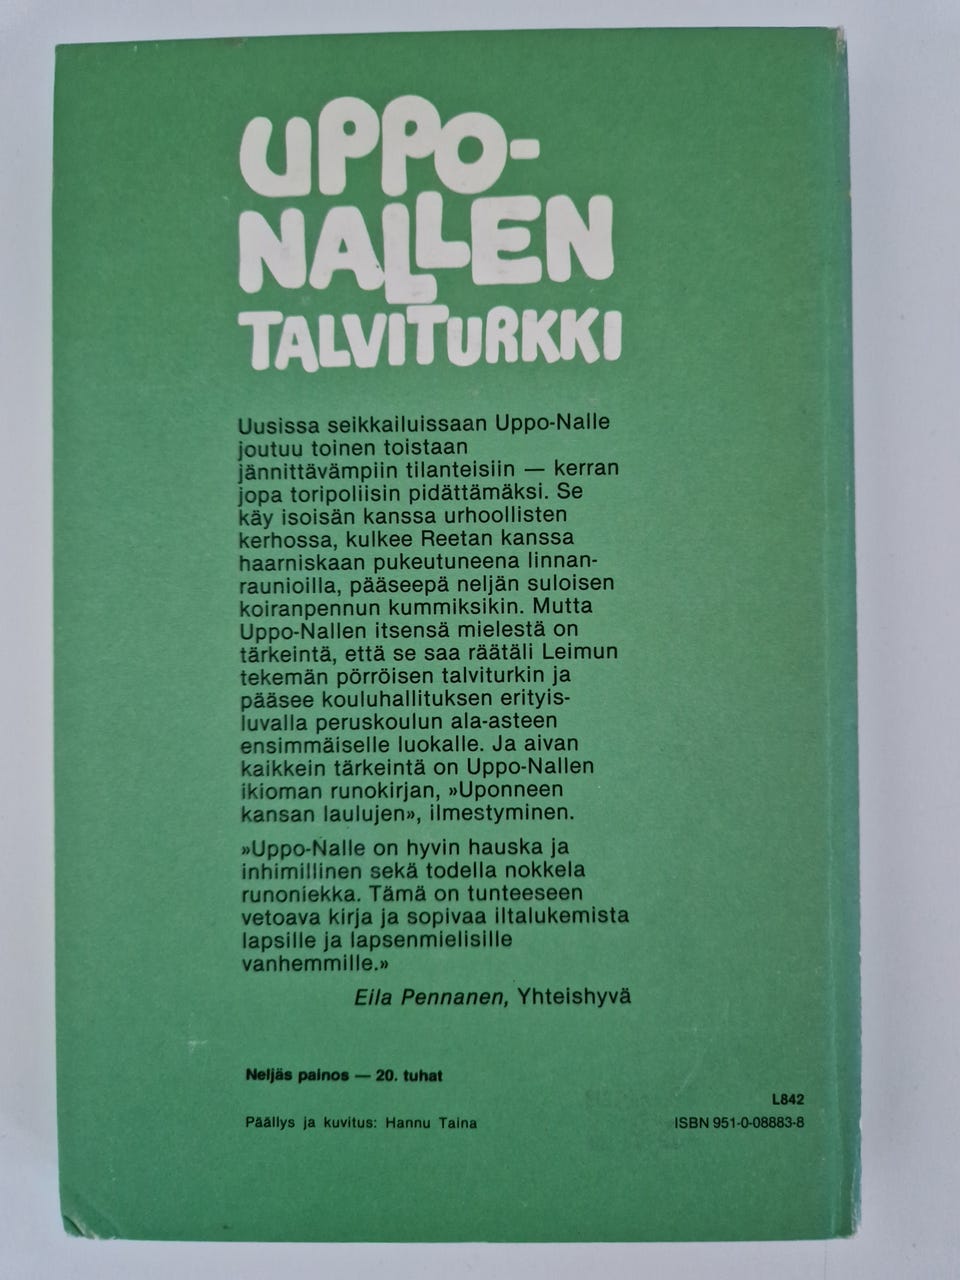 UPPO-
NALLEN
TALVITURKKI
Uusissa seikkailuissaan Uppo-Nalle
joutuu toinen toistaan
jännittävämpiin tilanteisiin — kerran
jopa toripoliisin pidättämäksi. Se
käy isoisän kanssa urhoollisten
kerhossa, kulkee Reetan kanssa
haarniskaan pukeutuneena linnan-
raunioilla, pääseepä neljän suloisen
koiranpennun kummiksikin. Mutta
Uppo-Nallen itsensä mielestä on
tärkeintä, että se saa räätäli Leimun
tekemän pörröisen talviturkin ja
pääsee kouluhallituksen erityis-
luvalla peruskoulun ala-asteen
ensimmäiselle luokalle. Ja aivan
kaikkein tärkeintä on Uppo-Nallen
ikioman runokirjan, »Uponneen
kansan laulujen», ilmestyminen.
»Uppo-Nalle on hyvin hauska ja
inhimillinen sekä todella nokkela
runoniekka. Tämä on tunteeseen
vetoava kirja ja sopivaa iltalukemista
lapsille ja lapsenmielisille
vanhemmille.»
Eila Pennanen, Yhteishyvä
Neljäs painos — 20. tuhat
L842
Päällys ja kuvitus: Hannu Taina
ISBN 951-0-08883-8